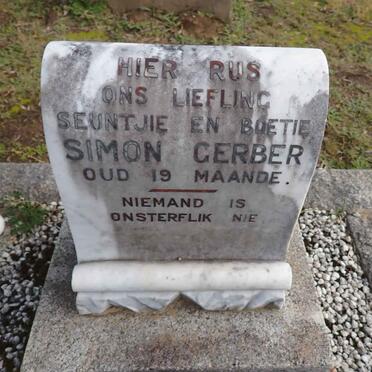 HIER RUS
ONS LIEFLING
SEUNTJIE EN BOETIE
SIMON GERBER
OUD 19 MAANDE.
NIEMAND IS
ONSTERFLIK NIE